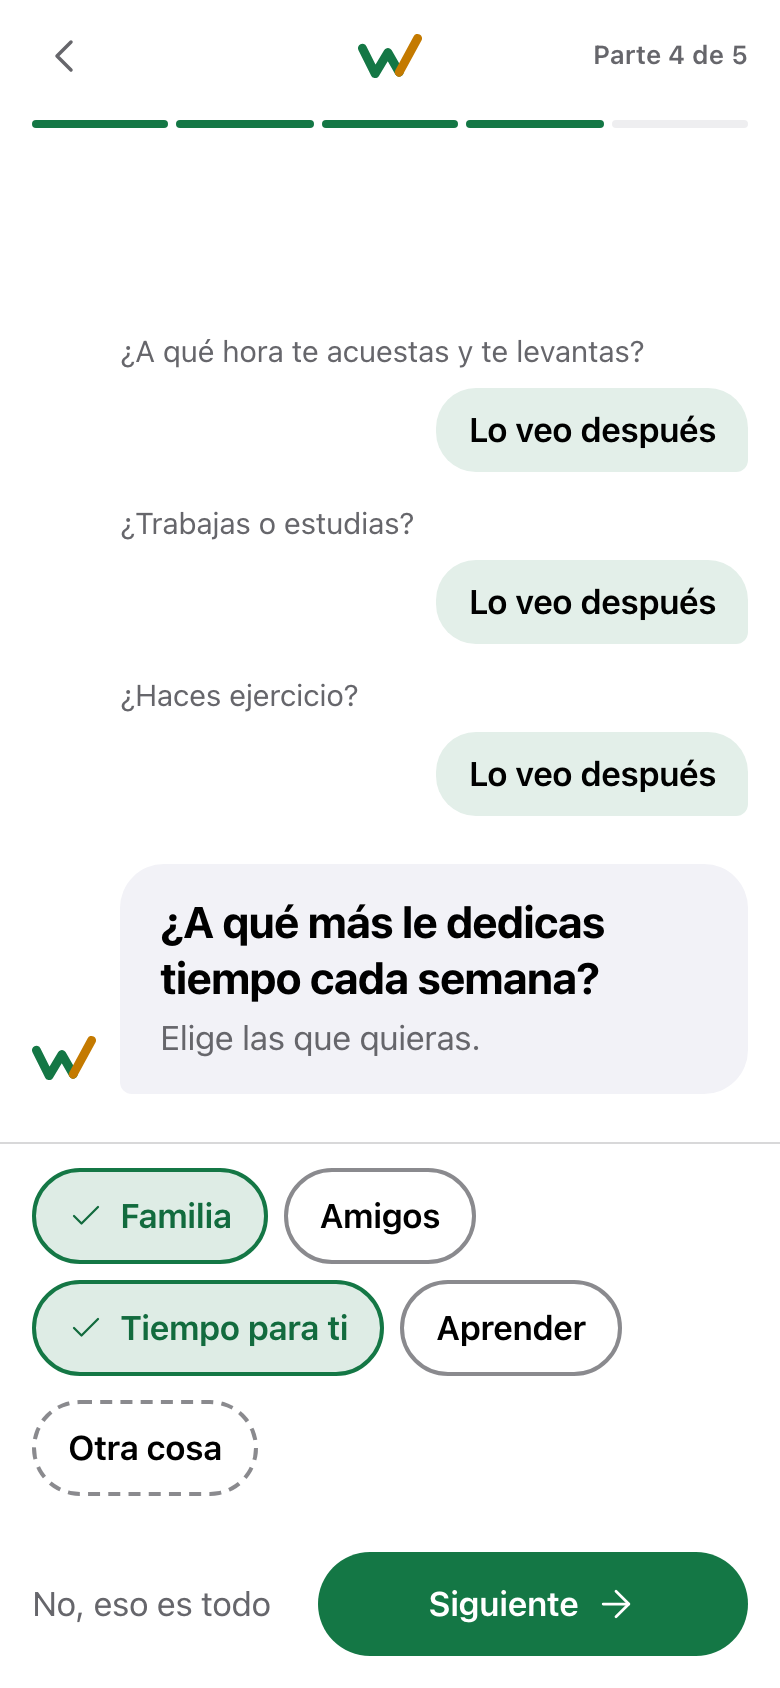 Parte 4 de 5
¿A qué hora te acuestas y te levantas?
Lo veo después
¿Trabajas o estudias?
Lo veo después
¿Haces ejercicio?
Lo veo después
¿A qué más le dedicas
tiempo cada semana?
Elige las que quieras.
Familia
Amigos
Tiempo para ti
Aprender
Otra cosa
No, eso es todo
Siguiente